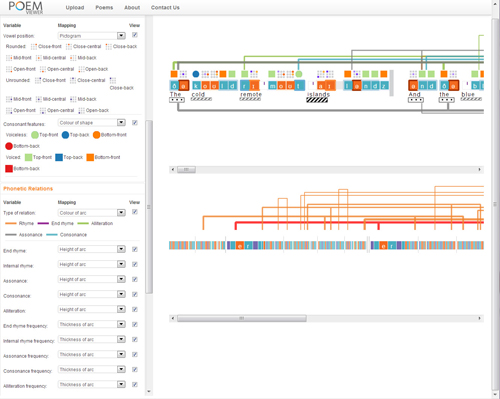 POEM
VIEWER
Upload Poems About Contact Us
Variable Mapping View
Vowel position: Pictogram
Rounded: Close-front Close-central Close-back
Mid-front Mid-central Mid-back
Open-front Open-central Open-back
Unrounded: Close-front Close-central
Close-back
Mid-front Mid-central Mid-back
Open-front Open-central Open-back
Consonant features: Colour of shape
Voiceless: Top-front Top-back Bottom-front
Bottom-back
Voiced: Top-front Top-back Bottom-front
Bottom-back
Phonetic Relations
Variable Mapping View
Type of relation: Colour of arc
Rhyme End rhyme Alliteration
Assonance Consonance
End rhyme: Height of arc
Internal rhyme: Height of arc
Assonance: Height of arc
Consonance: Height of arc
Alliteration: Height of arc
End rhyme frequency: Thickness of arc
Internal rhyme frequency: Thickness of arc
Assonance frequency: Thickness of arc
Consonance frequency: Thickness of arc
Alliteration frequency: Thickness of arc
The cold remote islands And the blue